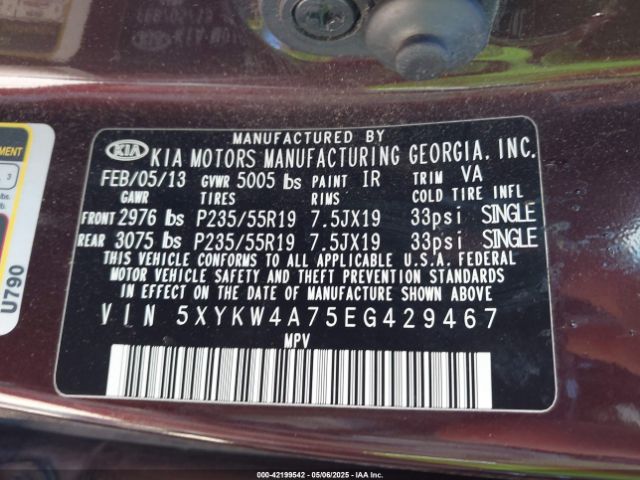 MANUFACTURED BY
KIA KIA MOTORS MANUFACTURING GEORGIA, INC.
FEB/05/13 GVWR 5005 lbs PAINT IR TRIM VA
GAWR TIRES RIMS COLD TIRE INFL
FRONT 2976 lbs P235/55R19 7.5JX19 33psi SINGLE
REAR 3075 lbs P235/55R19 7.5JX19 33psi SINGLE
THIS VEHICLE CONFORMS TO ALL APPLICABLE U.S.A. FEDERAL
MOTOR VEHICLE SAFETY AND THEFT PREVENTION STANDARDS
IN EFFECT ON THE DATE OF MANUFACTURE SHOWN ABOVE.
VIN 5XYKW4A75EG429467
MPV
U790
000-42199542 - 05/06/2025 - IAA, Inc.